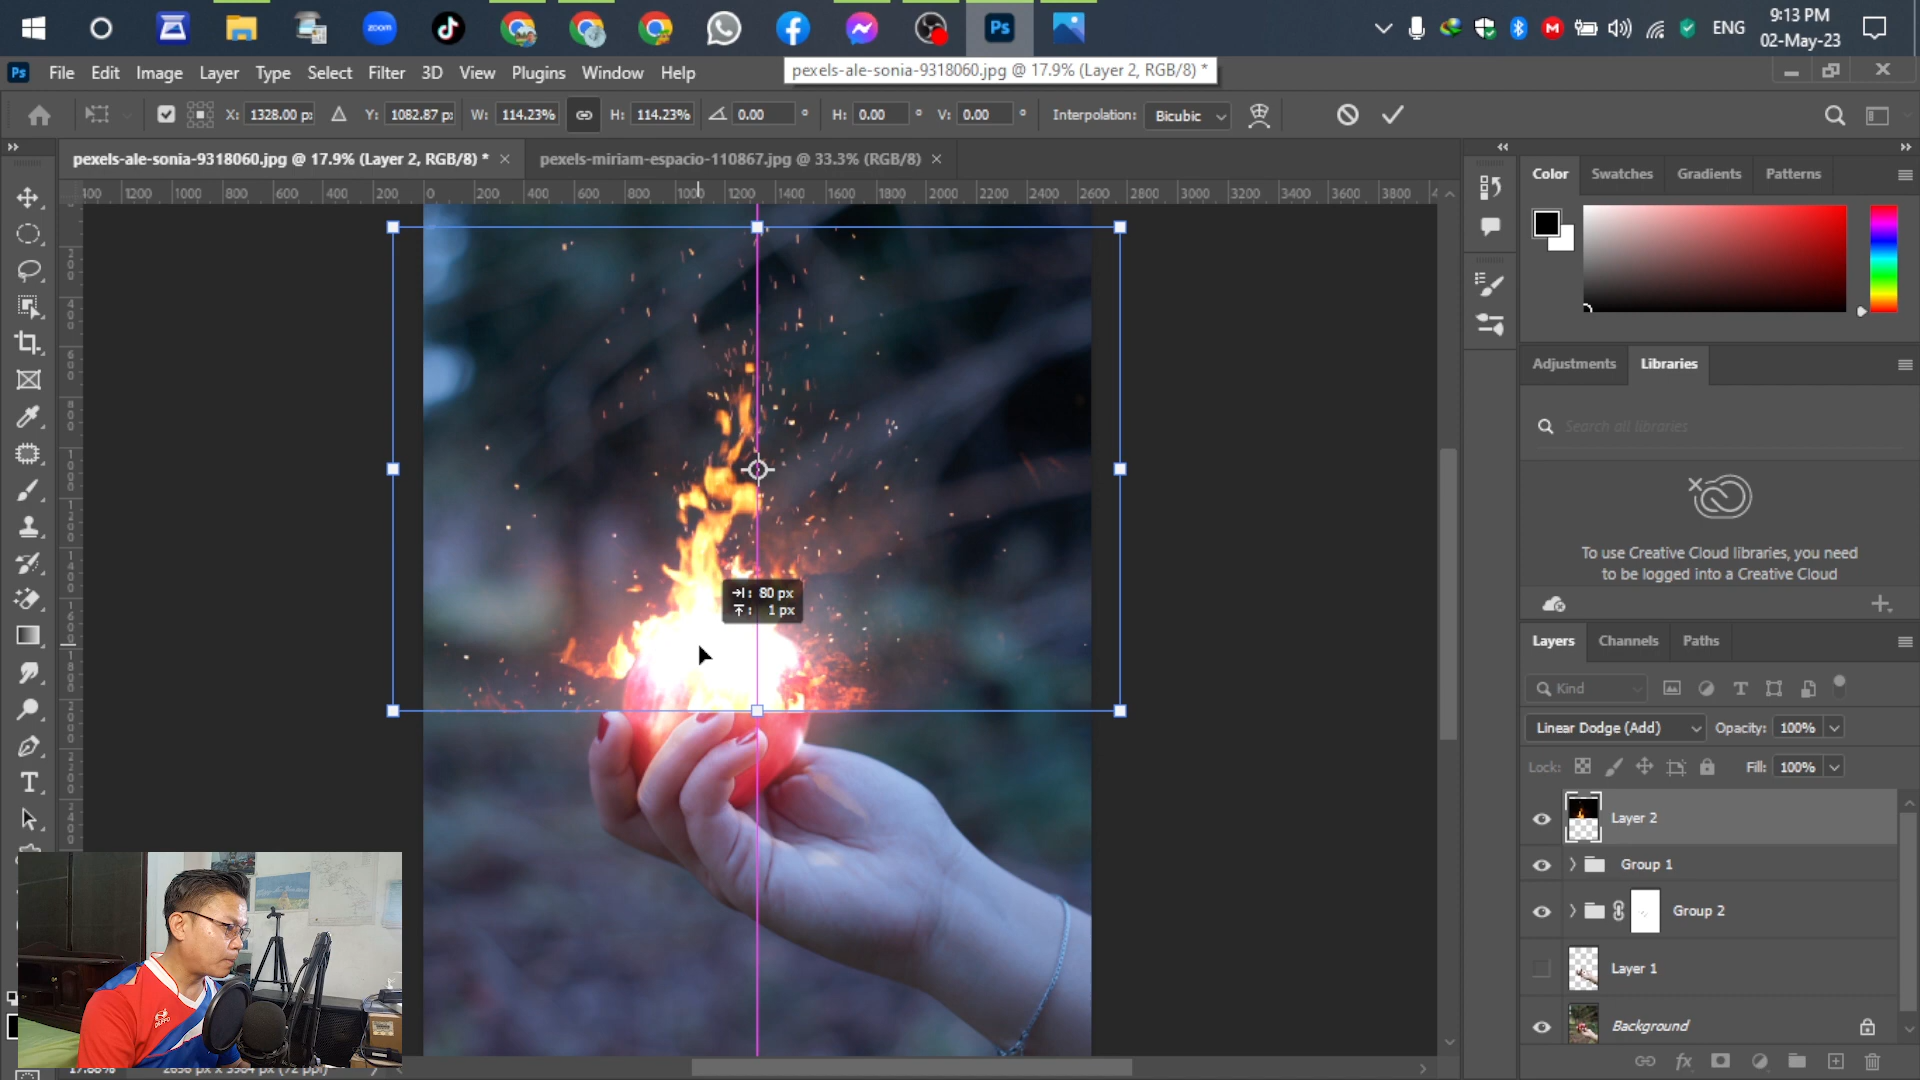 zoom
ENG
9:13 PM
02-May-23
Ps
File Edit Image Layer Type Select Filter 3D View Plugins Window Help
pexels-ale-sonia-9318060.jpg @ 17.9% (Layer 2, RGB/8) *
X: 1328.00 p Y: 1082.87 p W: 114.23% H: 114.23% 0.00 ° H: 0.00 ° V: 0.00 ° Interpolation: Bicubic
pexels-ale-sonia-9318060.jpg @ 17.9% (Layer 2, RGB/8) * × pexels-miriam-espacio-110867.jpg @ 33.3% (RGB/8) ×
400 1200 1000 800 600 400 200 0 200 400 600 800 1000 1200 1400 1600 1800 2000 2200 2400 2600 2800 3000 3200 3400 3600 3800 4
Color Swatches Gradients Patterns
Adjustments Libraries
Search all libraries
To use Creative Cloud libraries, you need
to be logged into a Creative Cloud
80 px
1 px
Layers Channels Paths
Kind
Linear Dodge (Add) Opacity: 100%
Lock: Fill: 100%
Layer 2
Group 1
Group 2
Layer 1
Background
fx